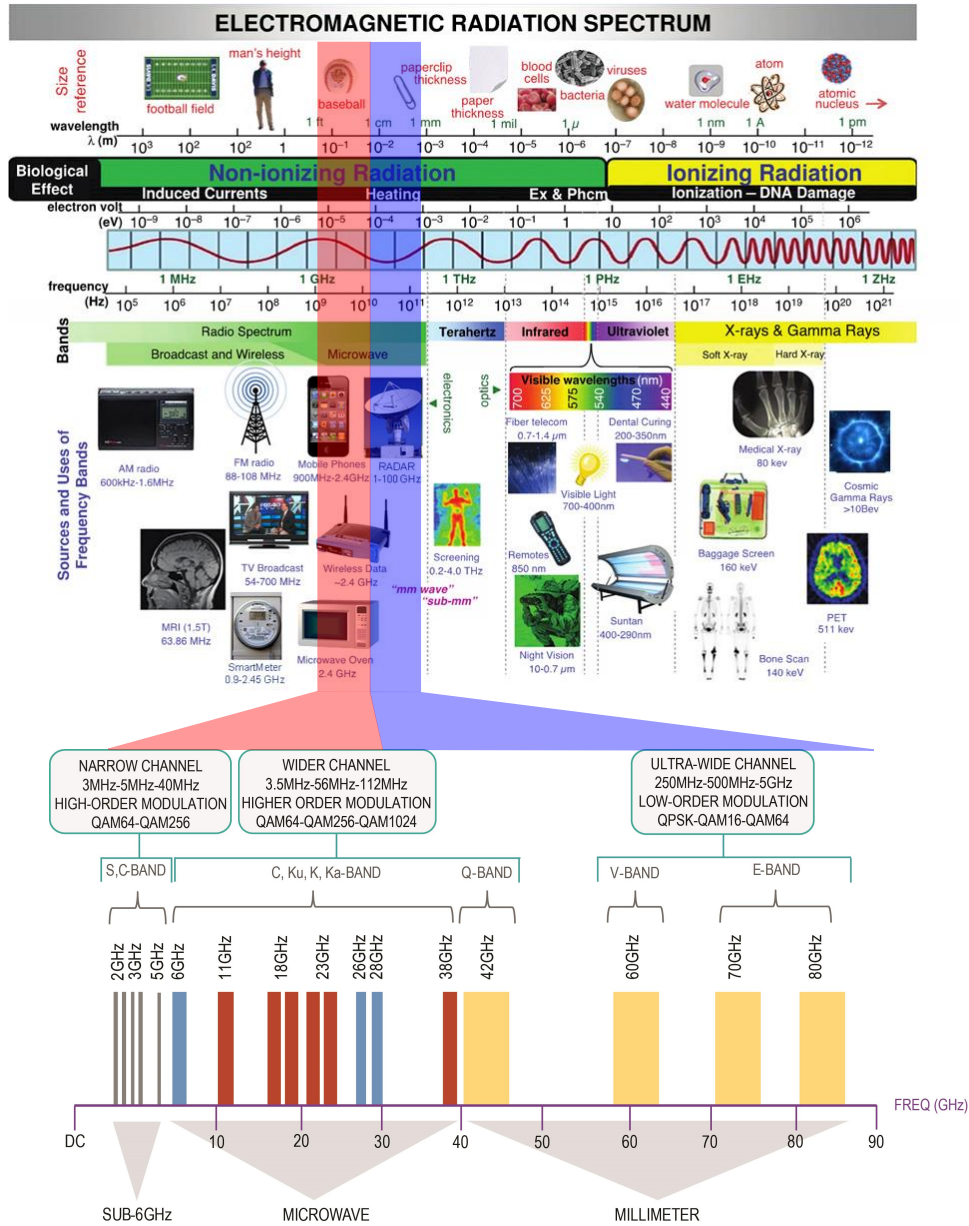 ELECTROMAGNETIC RADIATION SPECTRUM
Size
reference
football field
man's height
baseball
paperclip
thickness
paper
thickness
blood
cells
bacteria
viruses
water molecule
atom
atomic
nucleus
wavelength
λ (m)
1 ft
1 cm
1 mm
1 mil
1 µ
1 nm
1 A
1 pm
10³ 10² 10² 1 10⁻¹ 10⁻² 10⁻³ 10⁻⁴ 10⁻⁵ 10⁻⁶ 10⁻⁷ 10⁻⁸ 10⁻⁹ 10⁻¹⁰ 10⁻¹¹ 10⁻¹²
Biological
Effect
Non-ionizing Radiation
Induced Currents
Heating
Ex & Phcm
Ionizing Radiation
Ionization – DNA Damage
electron volt
(eV)
10⁻⁹ 10⁻⁸ 10⁻⁷ 10⁻⁶ 10⁻⁵ 10⁻⁴ 10⁻³ 10⁻² 10⁻¹ 1 10 10² 10³ 10⁴ 10⁵ 10⁶
frequency
(Hz)
1 MHz
1 GHz
1 THz
1 PHz
1 EHz
1 ZHz
10⁵ 10⁶ 10⁷ 10⁸ 10⁹ 10¹⁰ 10¹¹ 10¹² 10¹³ 10¹⁴ 10¹⁵ 10¹⁶ 10¹⁷ 10¹⁸ 10¹⁹ 10²⁰ 10²¹
Bands
Radio Spectrum
Broadcast and Wireless
Microwave
Terahertz
Infrared
Ultraviolet
X-rays & Gamma Rays
Soft X-ray
Hard X-ray
electronics
optics
Visible wavelengths (nm)
700
625
575
540
470
440
Sources and Uses of
Frequency Bands
AM radio
600kHz-1.6MHz
FM radio
88-108 MHz
Mobile Phones
900MHz-2.4GHz
RADAR
1-100 GHz
Fiber telecom
0.7-1.4 µm
Dental Curing
200-350nm
Visible Light
700-400nm
Medical X-ray
80 kev
Cosmic
Gamma Rays
>10Bev
MRI (1.5T)
63.86 MHz
TV Broadcast
54-700 MHz
Wireless Data
~2.4 GHz
"mm wave"
"sub-mm"
Screening
0.2-4.0 THz
Remotes
850 nm
Baggage Screen
160 keV
PET
511 kev
SmartMeter
0.9-2.45 GHz
Microwave Oven
2.4 GHz
Night Vision
10-0.7 µm
Suntan
400-290nm
Bone Scan
140 keV
NARROW CHANNEL
3MHz-5MHz-40MHz
HIGH-ORDER MODULATION
QAM64-QAM256
WIDER CHANNEL
3.5MHz-56MHz-112MHz
HIGHER ORDER MODULATION
QAM64-QAM256-QAM1024
ULTRA-WIDE CHANNEL
250MHz-500MHz-5GHz
LOW-ORDER MODULATION
QPSK-QAM16-QAM64
S,C-BAND
C, Ku, K, Ka-BAND
Q-BAND
V-BAND
E-BAND
2GHz
3GHz
5GHz
6GHz
11GHz
18GHz
23GHz
26GHz
28GHz
38GHz
42GHz
60GHz
70GHz
80GHz
FREQ (GHz)
DC 10 20 30 40 50 60 70 80 90
SUB-6GHz
MICROWAVE
MILLIMETER